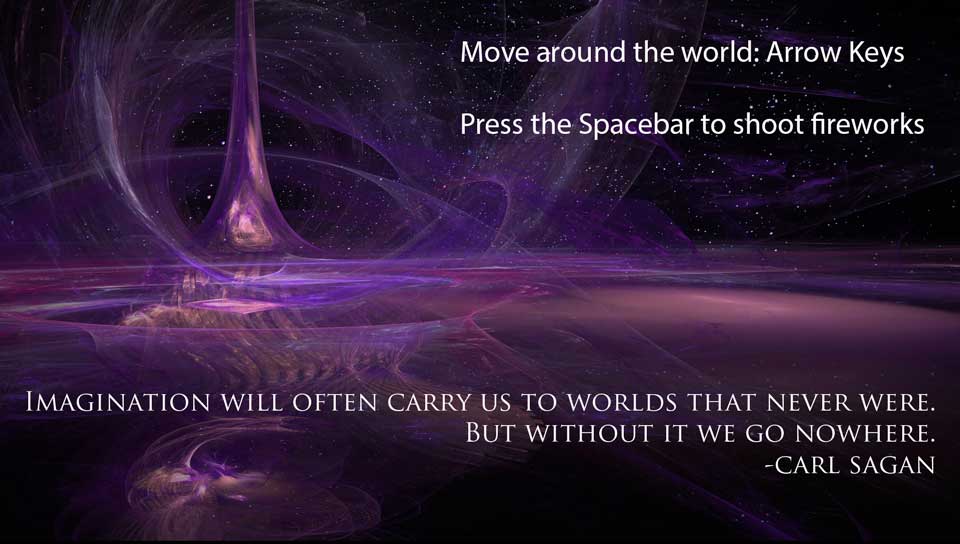 Move around the world: Arrow Keys
Press the Spacebar to shoot fireworks
Imagination will often carry us to worlds that never were.
But without it we go nowhere.
-carl sagan